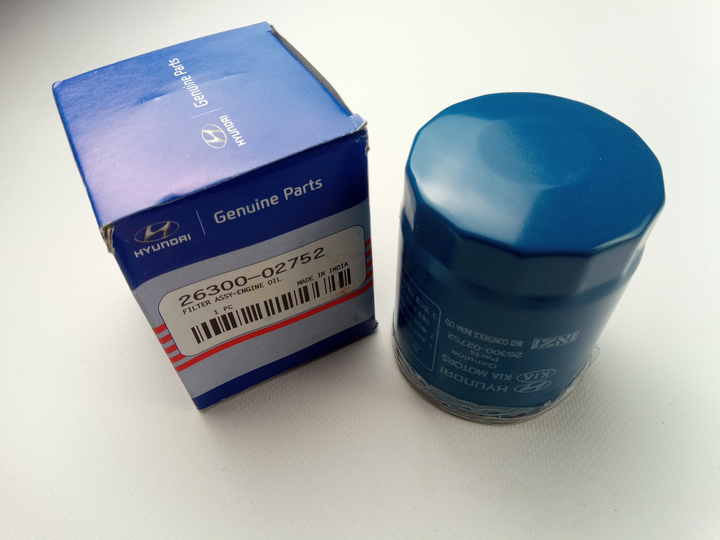 HYUNDAI | Genuine Parts
HYUNDAI | Genuine Parts
26300-02752
FILTER ASSY-ENGINE OIL
1 PC MADE IN INDIA
HYUNDAI
KIA MOTORS
KIA
Genuine
Parts
26300-02752